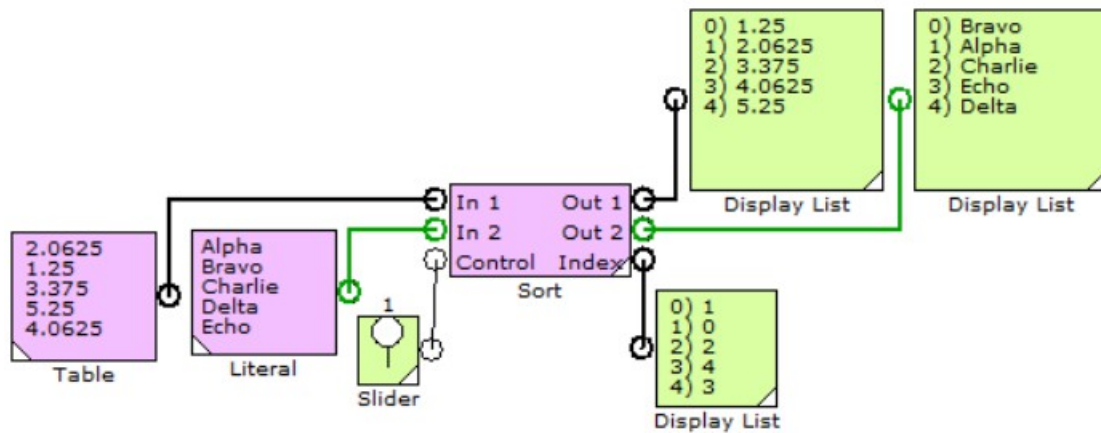 0) 1.25
1) 2.0625
2) 3.375
3) 4.0625
4) 5.25
Display List
0) Bravo
1) Alpha
2) Charlie
3) Echo
4) Delta
Display List
In 1 Out 1
In 2 Out 2
Control Index
Sort
2.0625
1.25
3.375
5.25
4.0625
Table
Alpha
Bravo
Charlie
Delta
Echo
Literal
1
Slider
0) 1
1) 0
2) 2
3) 4
4) 3
Display List